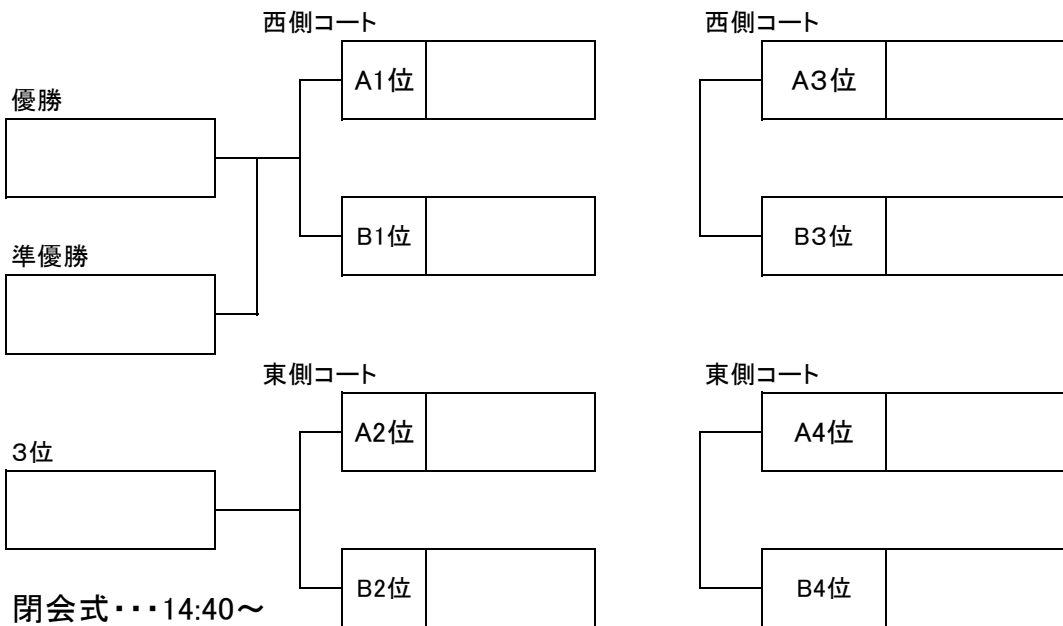 西側コート
西側コート
A1位
A３位
優勝
B1位
B３位
準優勝
東側コート
東側コート
A2位
A４位
３位
B2位
B４位
閉会式・・・14:40～